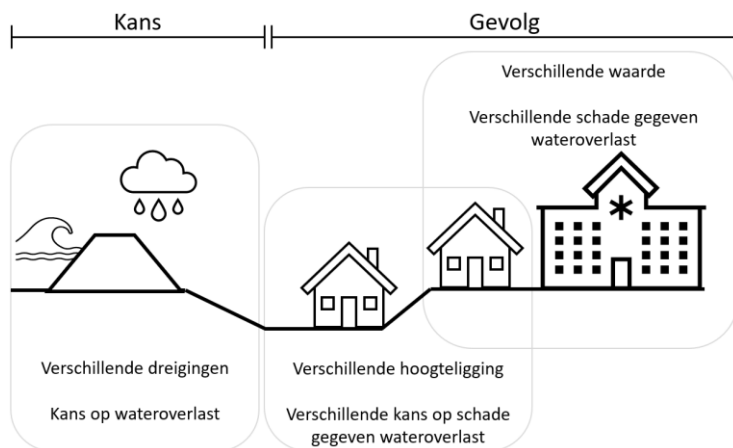 Kans
Gevolg
Verschillende waarde
Verschillende schade gegeven
wateroverlast
Verschillende dreigingen
Kans op wateroverlast
Verschillende hoogteligging
Verschillende kans op schade
gegeven wateroverlast